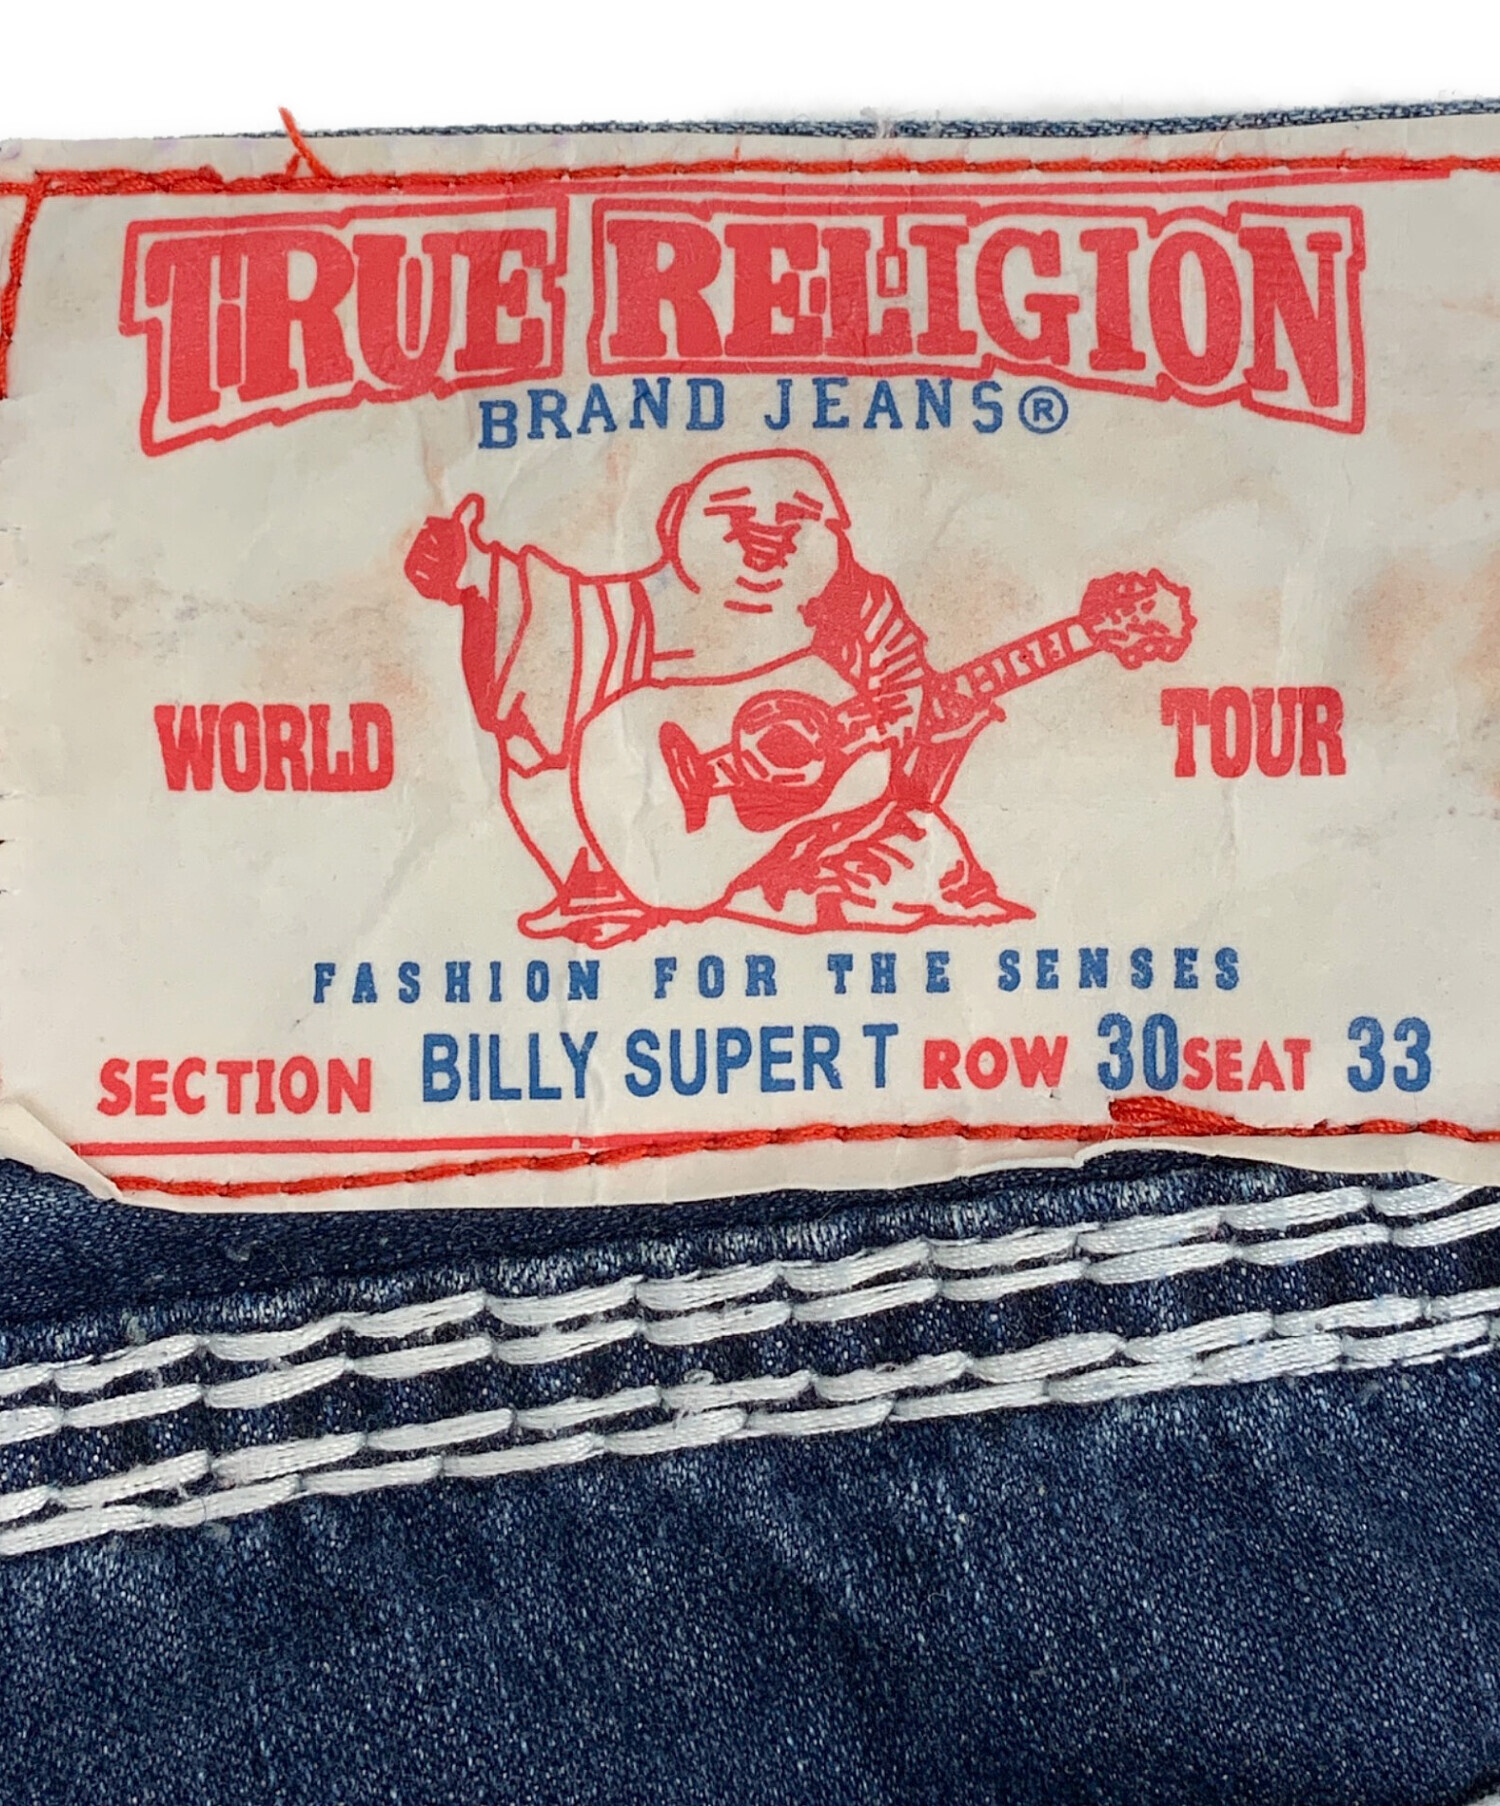 TRUE RELIGION
BRAND JEANS®
WORLD TOUR
FASHION FOR THE SENSES
SECTION BILLY SUPER T ROW 30 SEAT 33